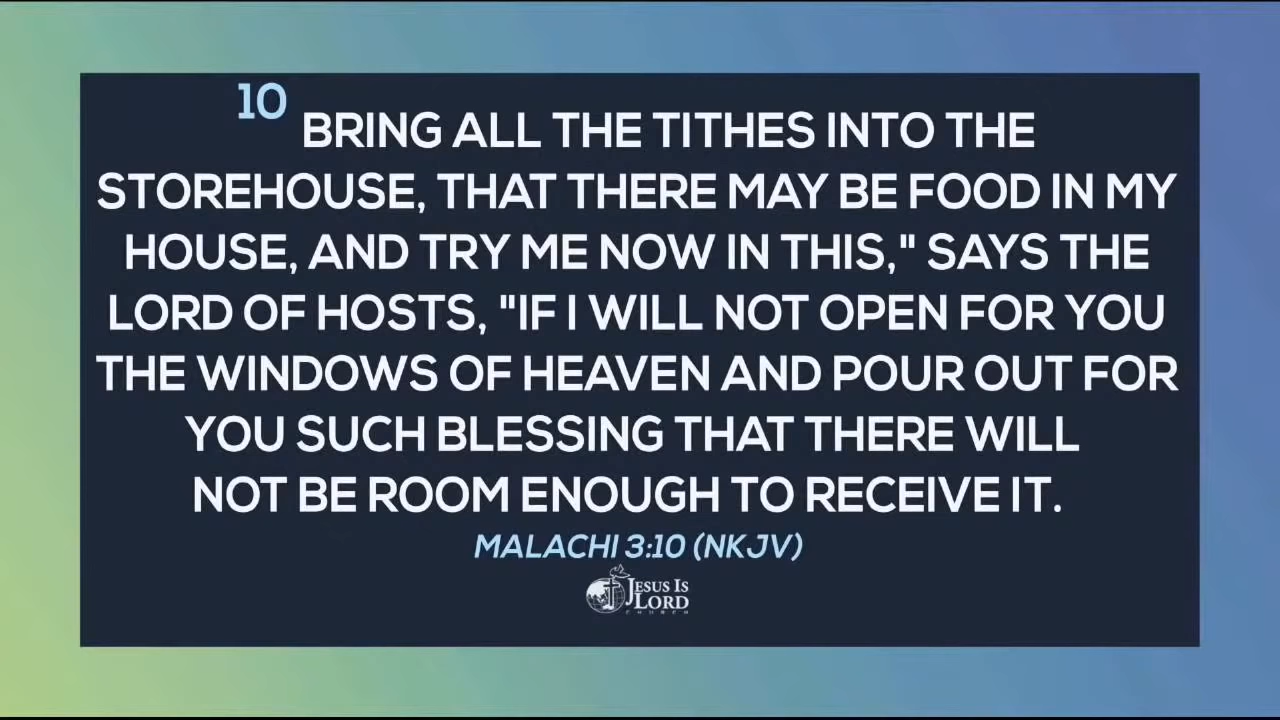 10 BRING ALL THE TITHES INTO THE
STOREHOUSE, THAT THERE MAY BE FOOD IN MY
HOUSE, AND TRY ME NOW IN THIS," SAYS THE
LORD OF HOSTS, "IF I WILL NOT OPEN FOR YOU
THE WINDOWS OF HEAVEN AND POUR OUT FOR
YOU SUCH BLESSING THAT THERE WILL
NOT BE ROOM ENOUGH TO RECEIVE IT.
MALACHI 3:10 (NKJV)
JESUS IS
LORD
CHURCH